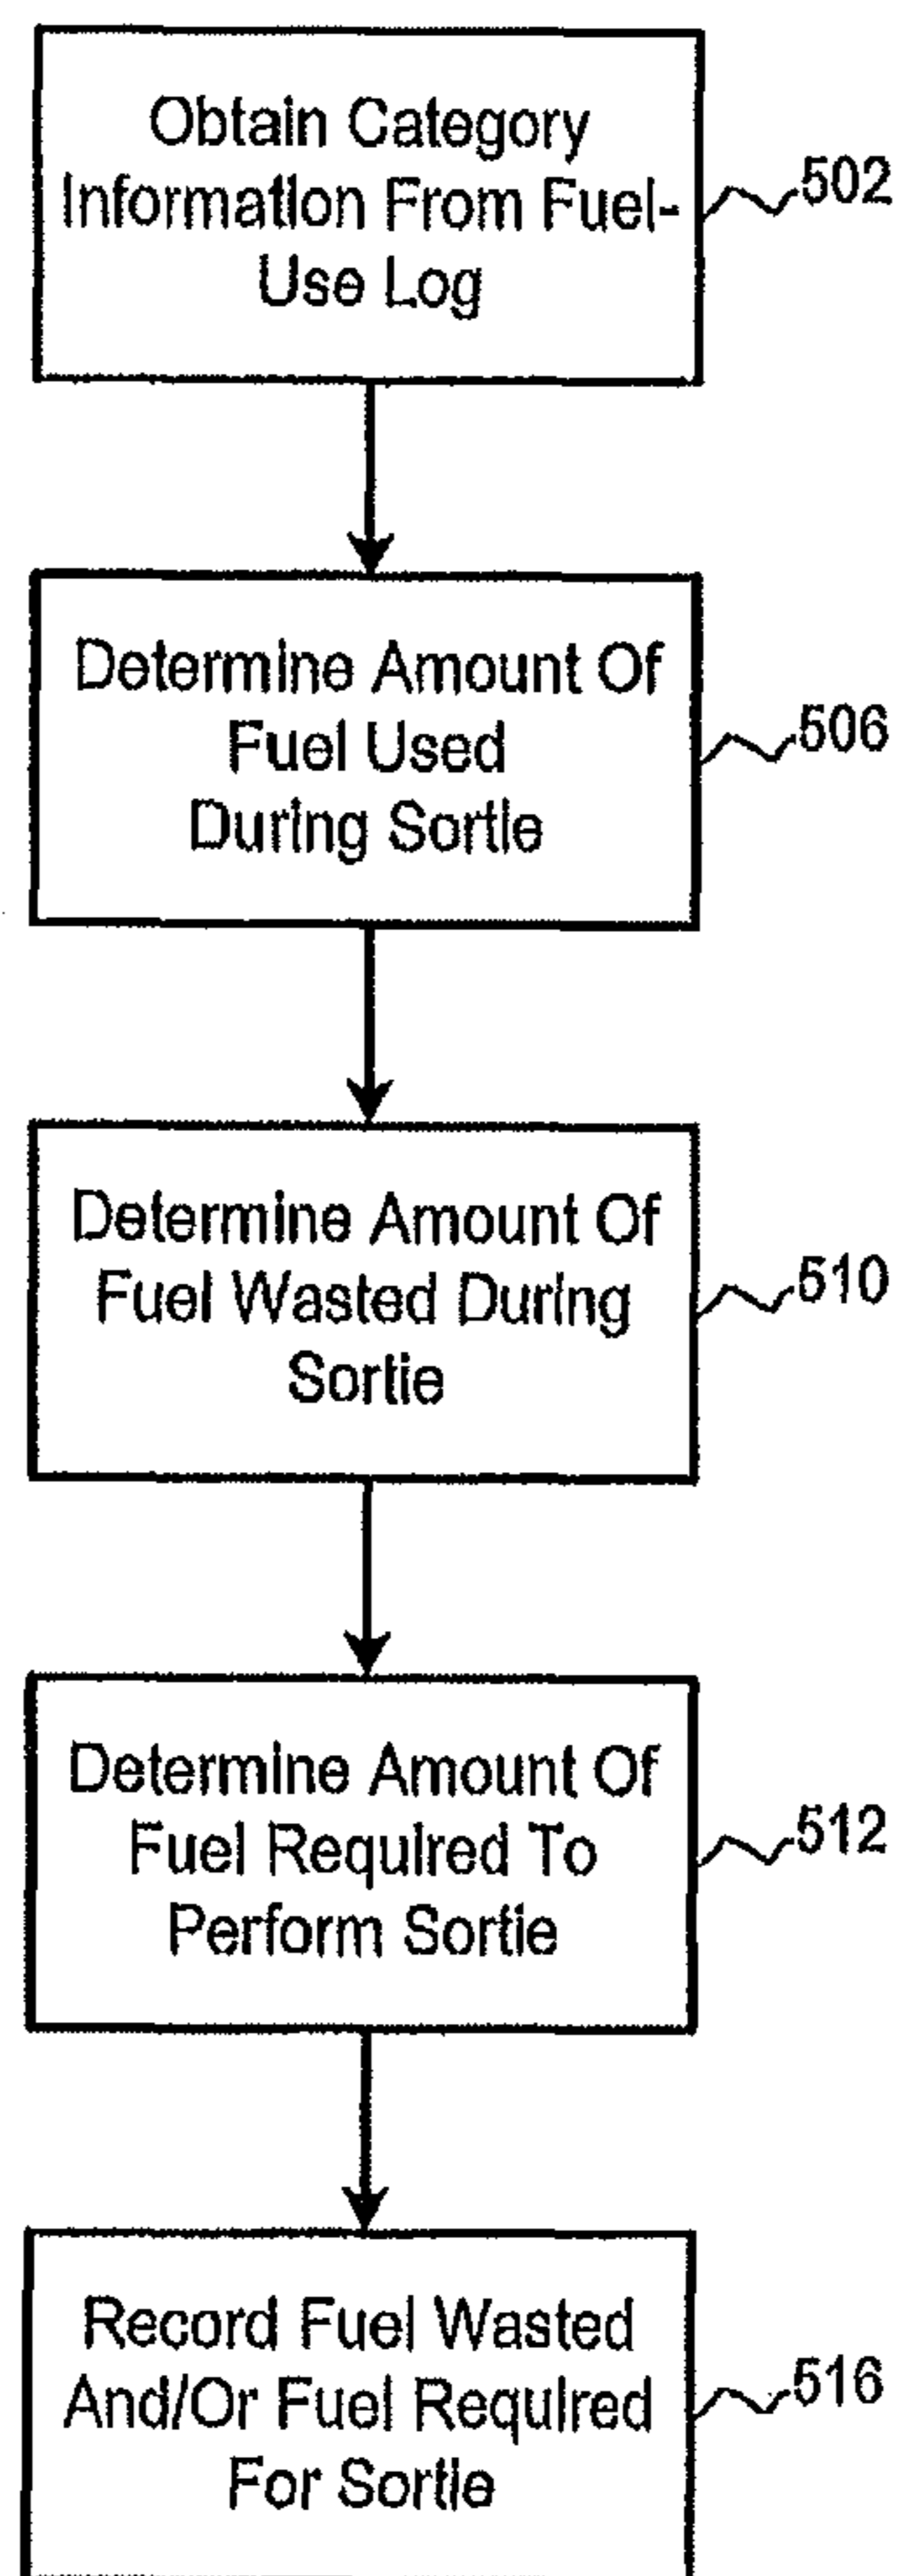 Obtain Category
Information From Fuel-
Use Log
502
Determine Amount Of
Fuel Used
During Sortie
506
Determine Amount Of
Fuel Wasted During
Sortie
510
Determine Amount Of
Fuel Required To
Perform Sortie
512
Record Fuel Wasted
And/Or Fuel Required
For Sortie
516